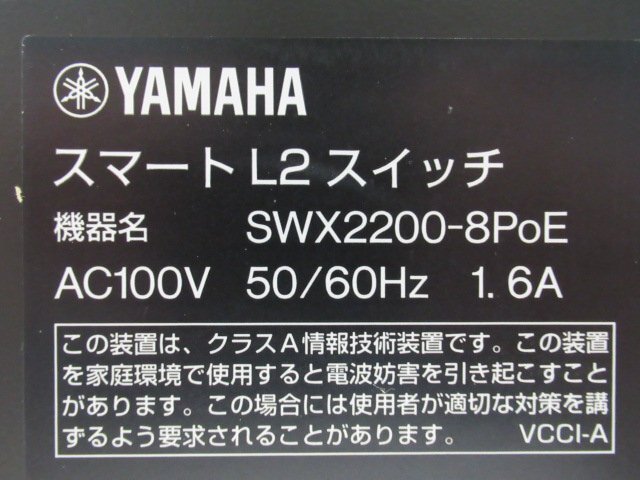 YAMAHA
スマート L2 スイッチ
機器名 SWX2200-8PoE
AC100V 50/60Hz 1.6A
この装置は、クラスA情報技術装置です。この装置
を家庭環境で使用すると電波妨害を引き起こすこと
があります。この場合には使用者が適切な対策を講
ずるよう要求されることがあります。 VCCI-A